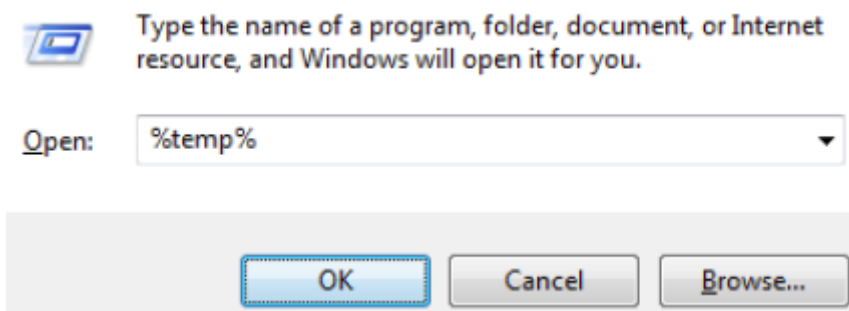 Type the name of a program, folder, document, or Internet
resource, and Windows will open it for you.
Open: %temp%
OK Cancel Browse...